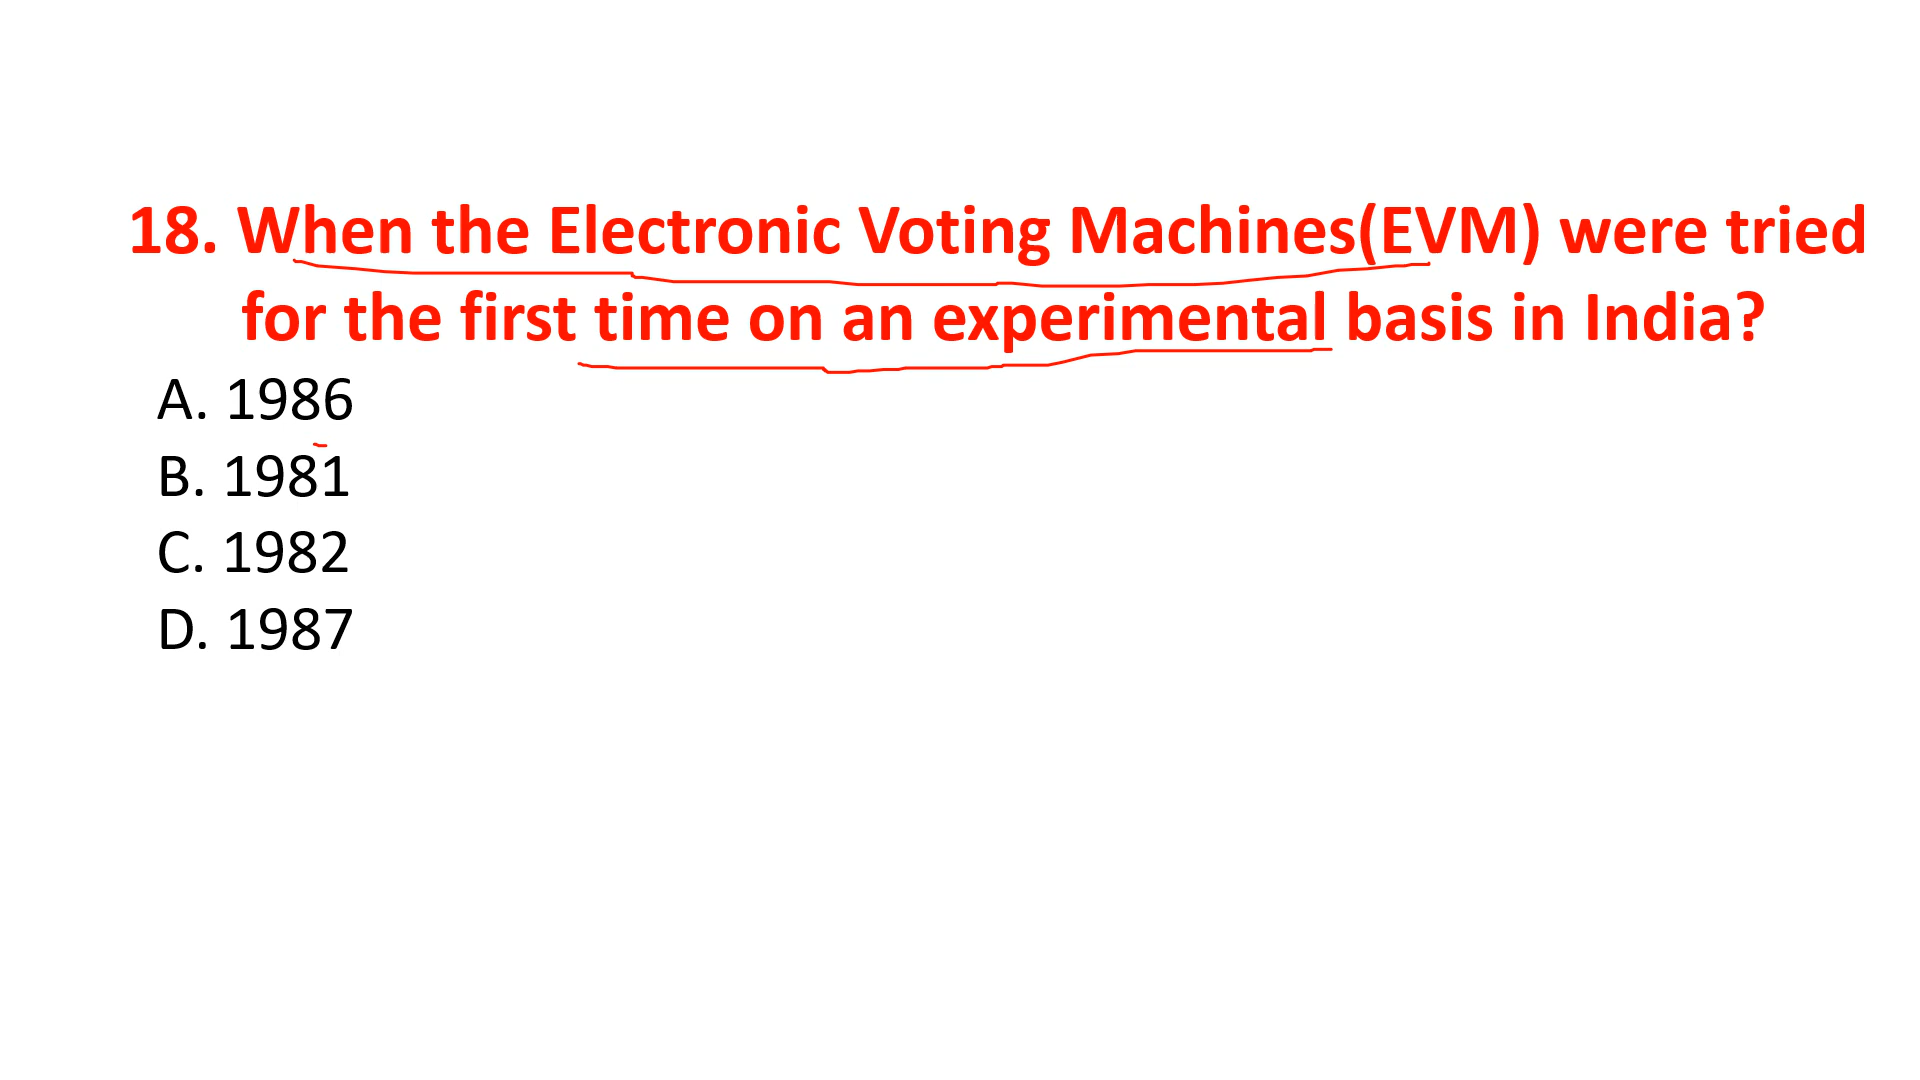 18. When the Electronic Voting Machines(EVM) were tried
for the first time on an experimental basis in India?
A. 1986
B. 1981
C. 1982
D. 1987